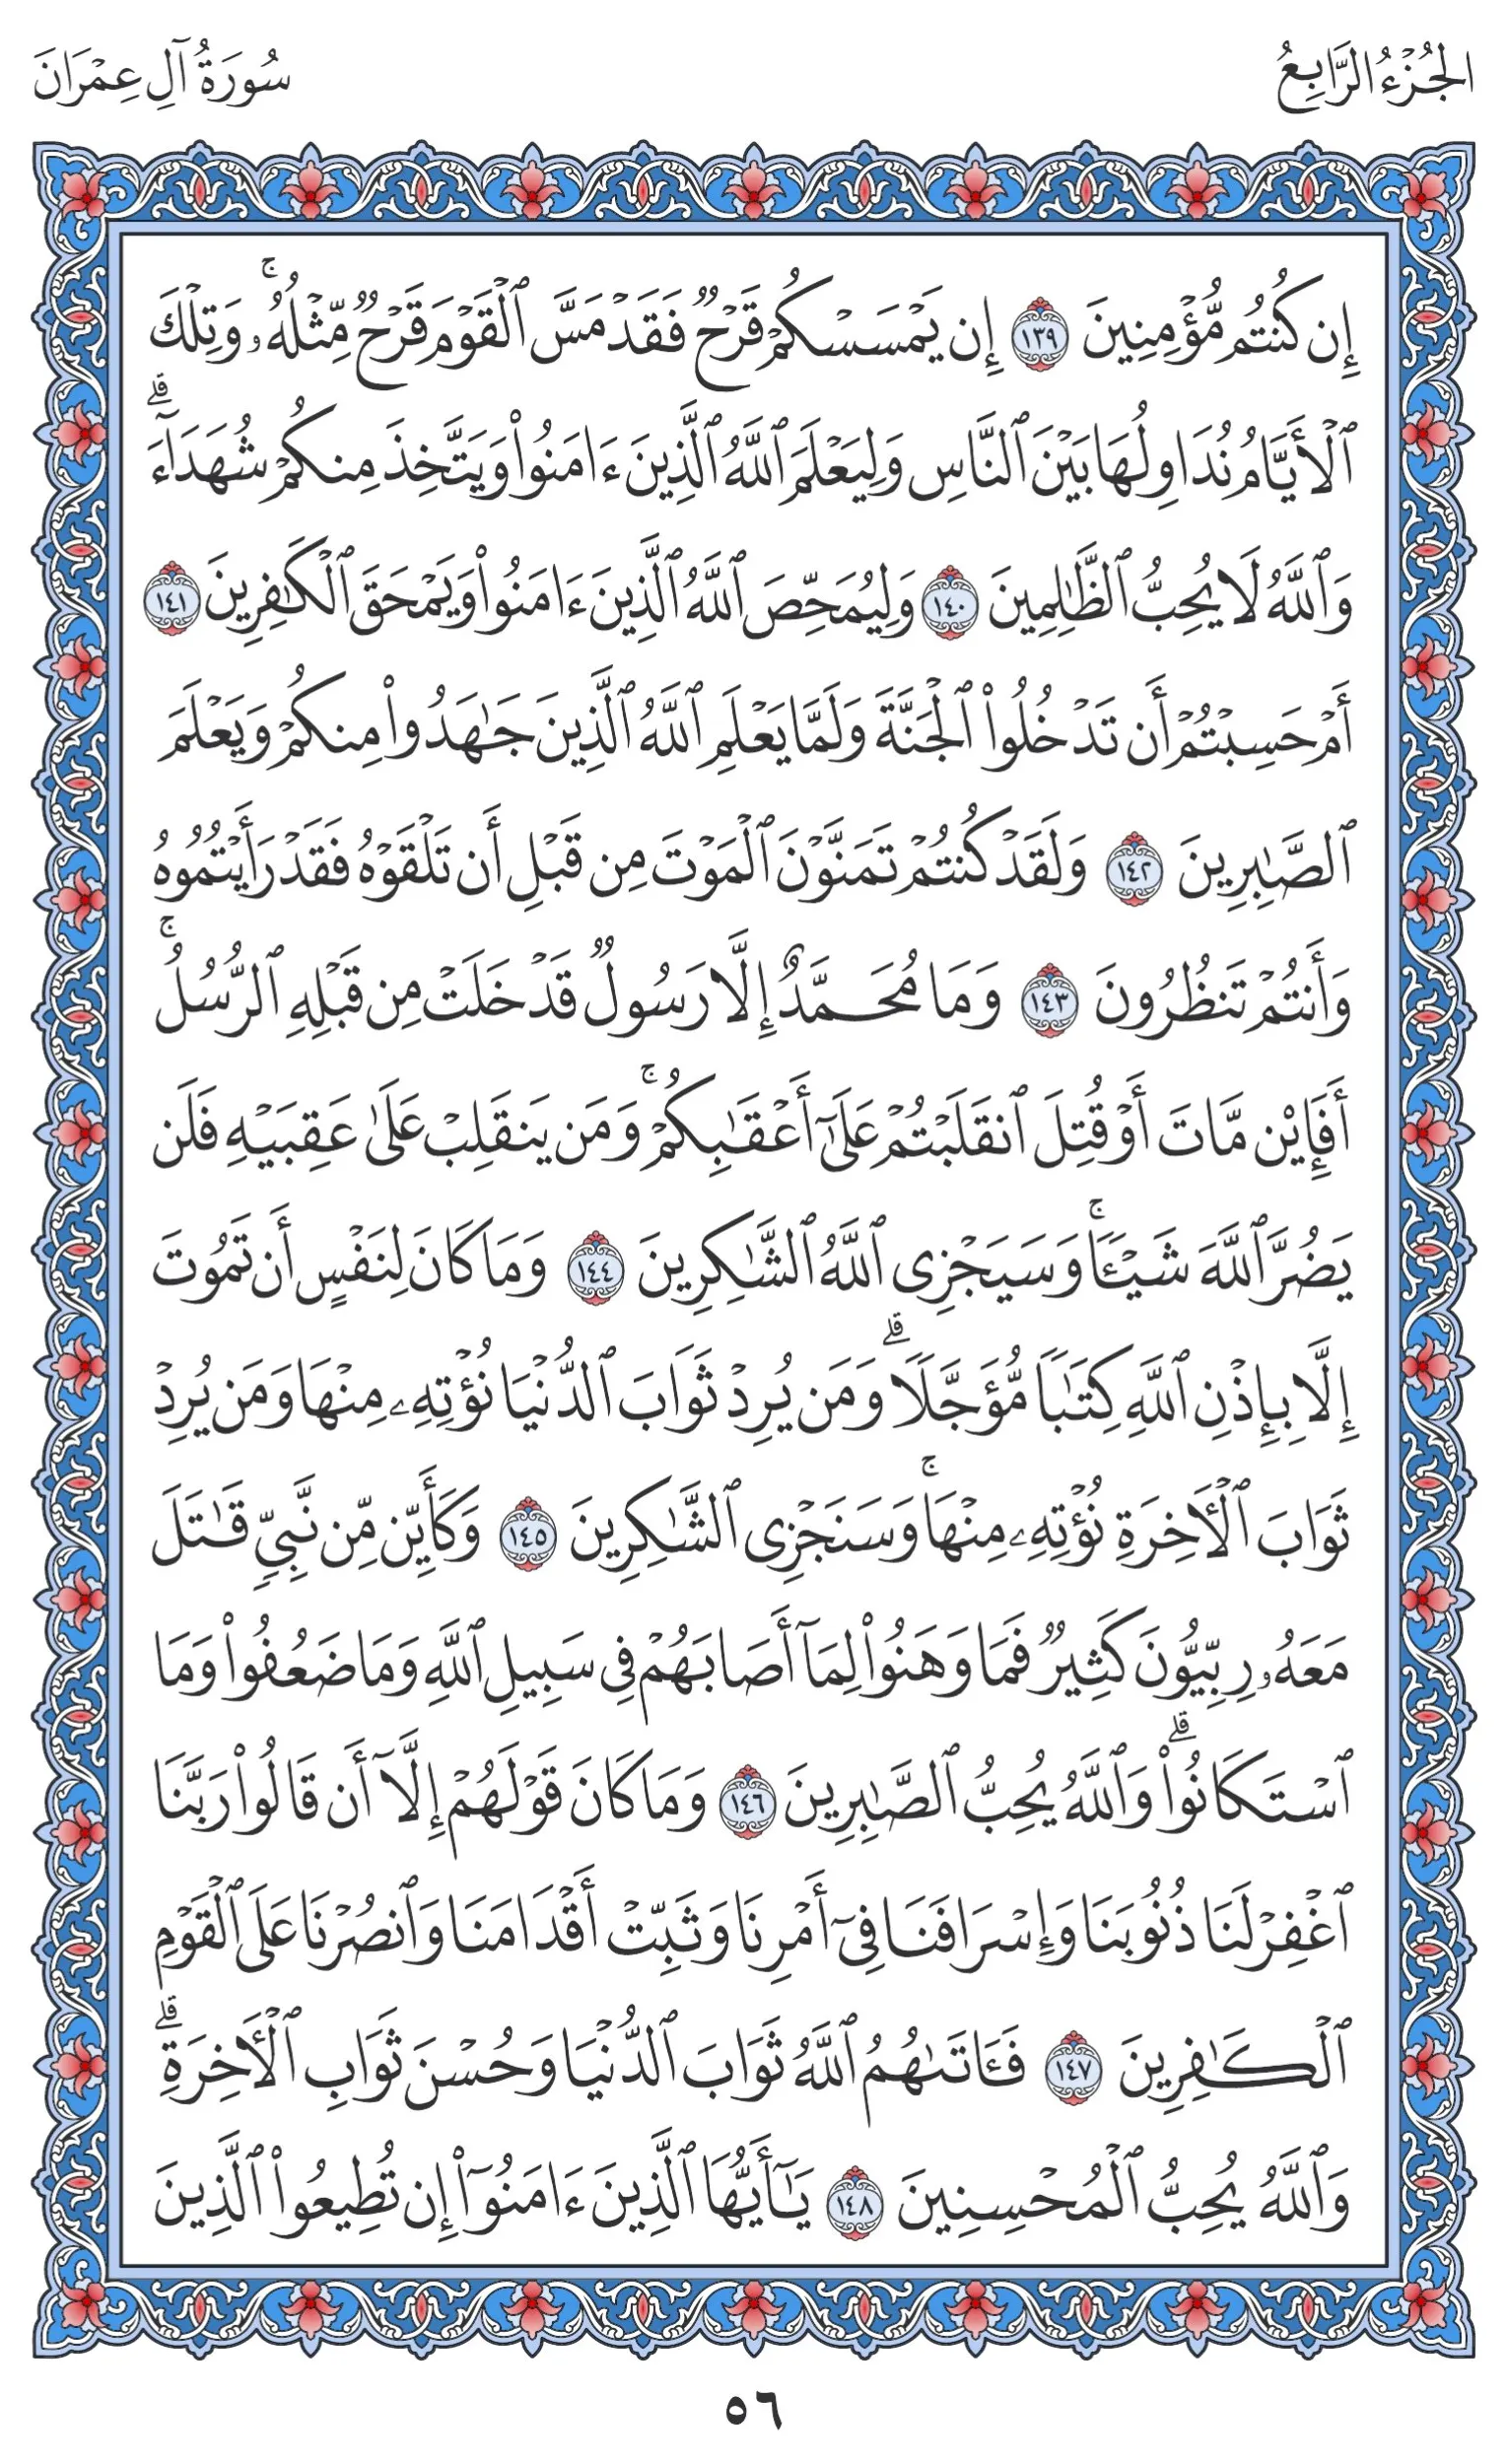 الجُزْءُ الرَّابِعُ
سُورَةُ آلِ عِمْرَانَ
إِن كُنتُم مُّؤْمِنِينَ ١٣٩ إِن يَمْسَسْكُمْ قَرْحٌ فَقَدْ مَسَّ ٱلْقَوْمَ قَرْحٌ مِّثْلُهُۥ ۚ وَتِلْكَ
ٱلْأَيَّامُ نُدَاوِلُهَا بَيْنَ ٱلنَّاسِ وَلِيَعْلَمَ ٱللَّهُ ٱلَّذِينَ ءَامَنُوا۟ وَيَتَّخِذَ مِنكُمْ شُهَدَآءَ ۗ
وَٱللَّهُ لَا يُحِبُّ ٱلظَّٰلِمِينَ ١٤٠ وَلِيُمَحِّصَ ٱللَّهُ ٱلَّذِينَ ءَامَنُوا۟ وَيَمْحَقَ ٱلْكَٰفِرِينَ ١٤١
أَمْ حَسِبْتُمْ أَن تَدْخُلُوا۟ ٱلْجَنَّةَ وَلَمَّا يَعْلَمِ ٱللَّهُ ٱلَّذِينَ جَٰهَدُوا۟ مِنكُمْ وَيَعْلَمَ
ٱلصَّٰبِرِينَ ١٤٢ وَلَقَدْ كُنتُمْ تَمَنَّوْنَ ٱلْمَوْتَ مِن قَبْلِ أَن تَلْقَوْهُ فَقَدْ رَأَيْتُمُوهُ
وَأَنتُمْ تَنظُرُونَ ١٤٣ وَمَا مُحَمَّدٌ إِلَّا رَسُولٌ قَدْ خَلَتْ مِن قَبْلِهِ ٱلرُّسُلُ ۚ
أَفَإِي۟ن مَّاتَ أَوْ قُتِلَ ٱنقَلَبْتُمْ عَلَىٰٓ أَعْقَٰبِكُمْ ۚ وَمَن يَنقَلِبْ عَلَىٰ عَقِبَيْهِ فَلَن
يَضُرَّ ٱللَّهَ شَيْـًٔا ۚ وَسَيَجْزِى ٱللَّهُ ٱلشَّٰكِرِينَ ١٤٤ وَمَا كَانَ لِنَفْسٍ أَن تَمُوتَ
إِلَّا بِإِذْنِ ٱللَّهِ كِتَٰبًا مُّؤَجَّلًا ۗ وَمَن يُرِدْ ثَوَابَ ٱلدُّنْيَا نُؤْتِهِۦ مِنْهَا وَمَن يُرِدْ
ثَوَابَ ٱلْـَٔاخِرَةِ نُؤْتِهِۦ مِنْهَا ۚ وَسَنَجْزِى ٱلشَّٰكِرِينَ ١٤٥ وَكَأَيِّن مِّن نَّبِىٍّ قَٰتَلَ
مَعَهُۥ رِبِّيُّونَ كَثِيرٌ فَمَا وَهَنُوا۟ لِمَآ أَصَابَهُمْ فِى سَبِيلِ ٱللَّهِ وَمَا ضَعُفُوا۟ وَمَا
ٱسْتَكَانُوا۟ ۗ وَٱللَّهُ يُحِبُّ ٱلصَّٰبِرِينَ ١٤٦ وَمَا كَانَ قَوْلَهُمْ إِلَّآ أَن قَالُوا۟ رَبَّنَا
ٱغْفِرْ لَنَا ذُنُوبَنَا وَإِسْرَافَنَا فِىٓ أَمْرِنَا وَثَبِّتْ أَقْدَامَنَا وَٱنصُرْنَا عَلَى ٱلْقَوْمِ
ٱلْكَٰفِرِينَ ١٤٧ فَـَٔاتَىٰهُمُ ٱللَّهُ ثَوَابَ ٱلدُّنْيَا وَحُسْنَ ثَوَابِ ٱلْـَٔاخِرَةِ ۗ
وَٱللَّهُ يُحِبُّ ٱلْمُحْسِنِينَ ١٤٨ يَٰٓأَيُّهَا ٱلَّذِينَ ءَامَنُوٓا۟ إِن تُطِيعُوا۟ ٱلَّذِينَ
٥٦